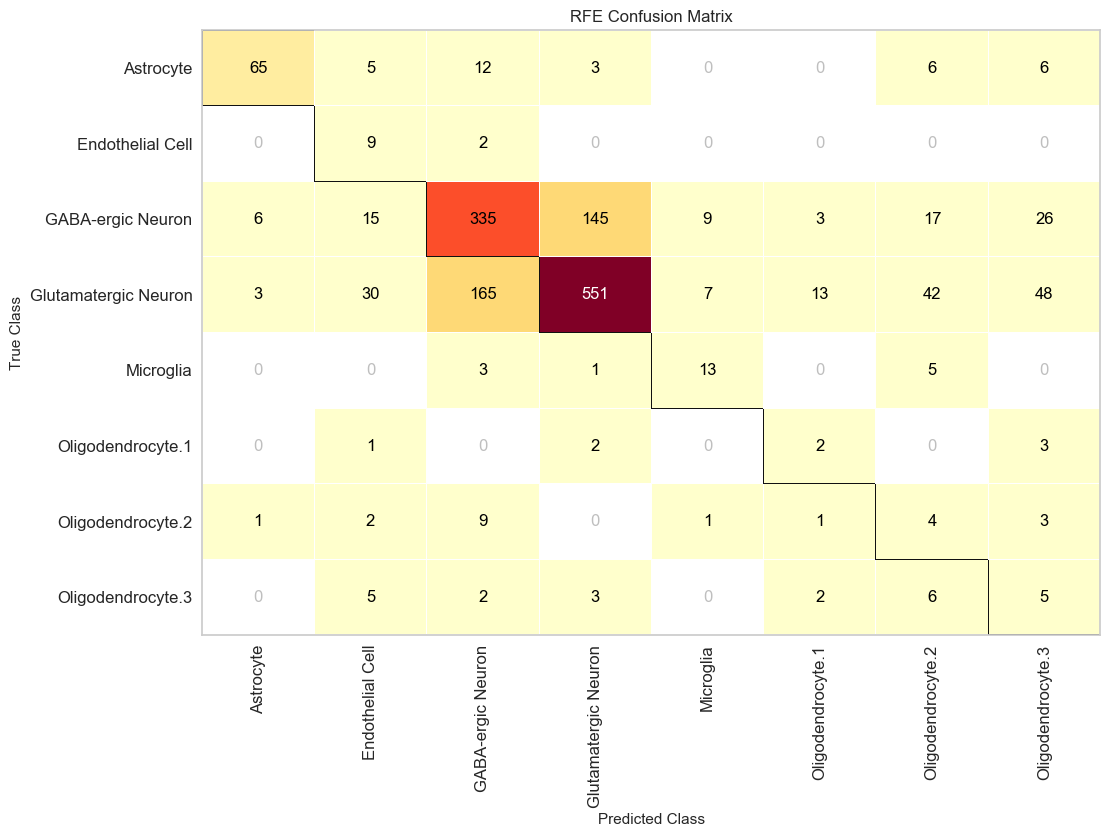 RFE Confusion Matrix
True Class
Astrocyte 65 5 12 3 0 0 6 6
Endothelial Cell 0 9 2 0 0 0 0 0
GABA-ergic Neuron 6 15 335 145 9 3 17 26
Glutamatergic Neuron 3 30 165 551 7 13 42 48
Microglia 0 0 3 1 13 0 5 0
Oligodendrocyte.1 0 1 0 2 0 2 0 3
Oligodendrocyte.2 1 2 9 0 1 1 4 3
Oligodendrocyte.3 0 5 2 3 0 2 6 5
Astrocyte
Endothelial Cell
GABA-ergic Neuron
Glutamatergic Neuron
Microglia
Oligodendrocyte.1
Oligodendrocyte.2
Oligodendrocyte.3
Predicted Class